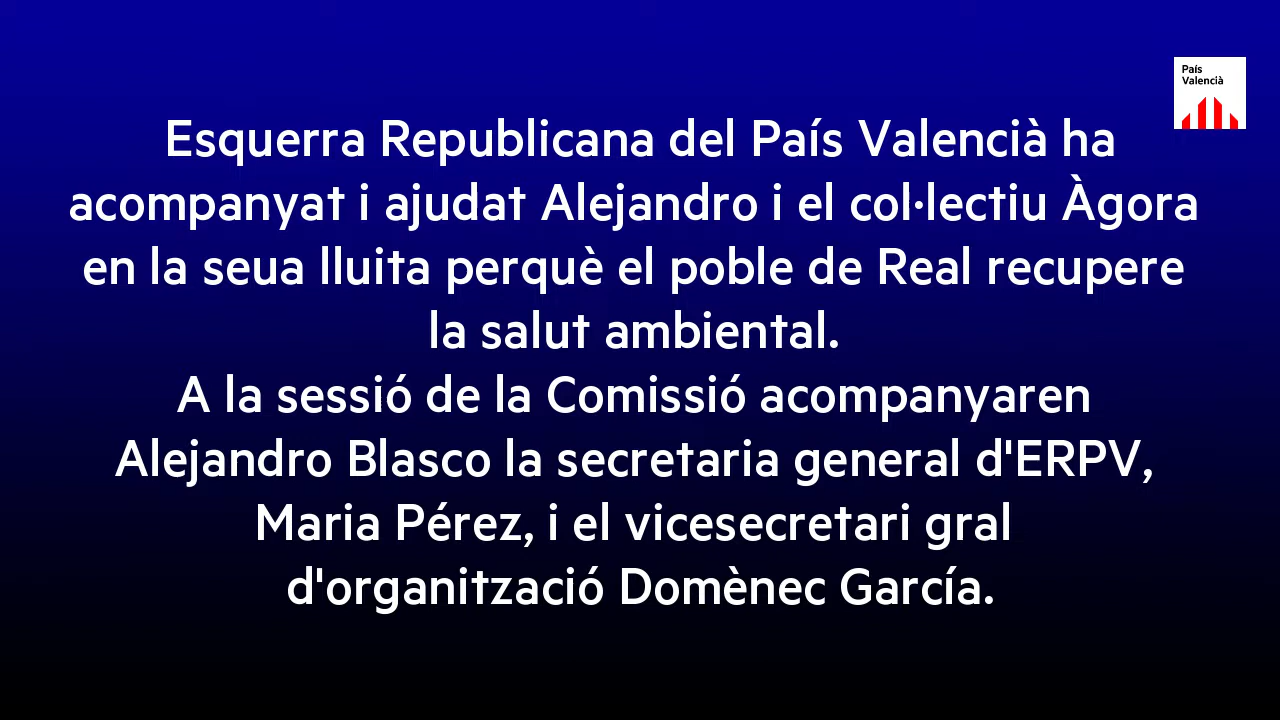 País
Valencià
Esquerra Republicana del País Valencià ha
acompanyat i ajudat Alejandro i el col·lectiu Àgora
en la seua lluita perquè el poble de Real recupere
la salut ambiental.
A la sessió de la Comissió acompanyaren
Alejandro Blasco la secretaria general d'ERPV,
Maria Pérez, i el vicesecretari gral
d'organització Domènec García.